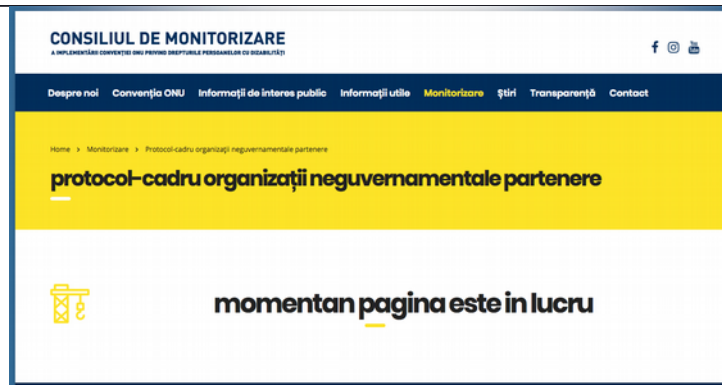 CONSILIUL DE MONITORIZARE
A IMPLEMENTĂRII CONVENȚIEI ONU PRIVIND DREPTURILE PERSOANELOR CU DIZABILITĂȚI
Despre noi Convenția ONU Informații de interes public Informații utile Monitorizare Știri Transparență Contact
Home > Monitorizare > Protocol-cadru organizații neguvernamentale partenere
protocol-cadru organizații neguvernamentale partenere
momentan pagina este in lucru